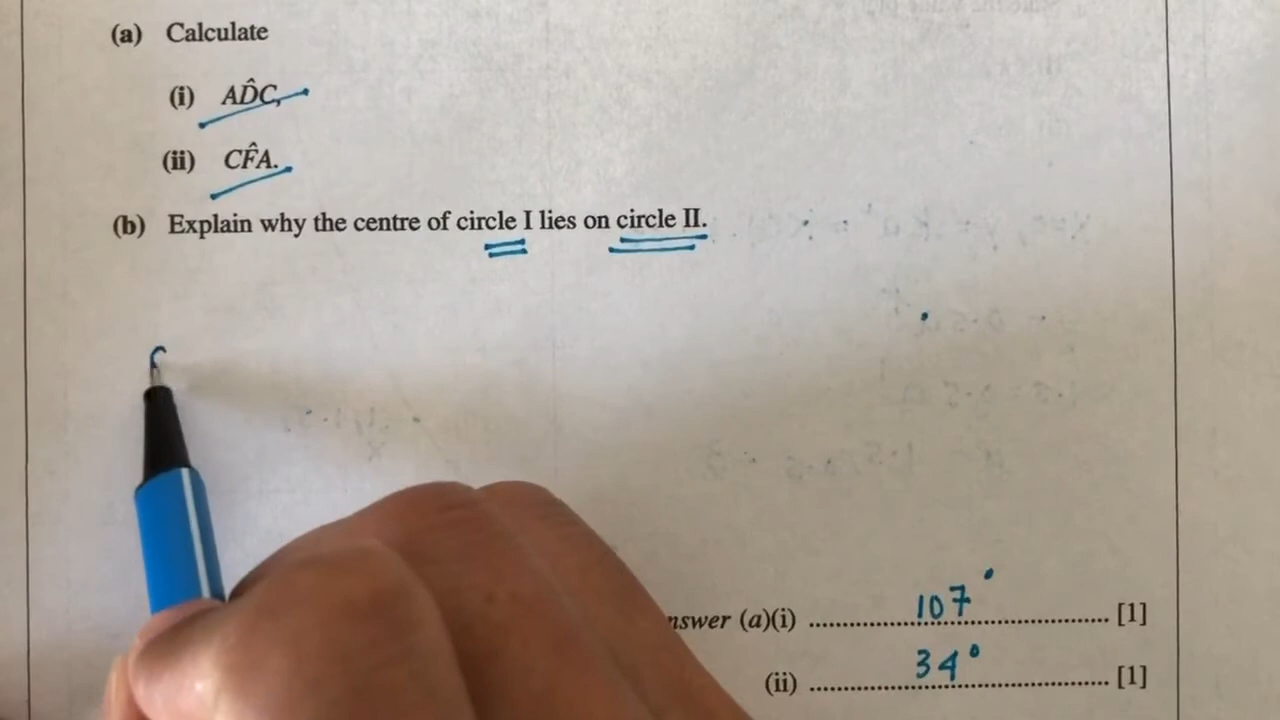 (a) Calculate
(i) AD̂C,
(ii) CF̂A.
(b) Explain why the centre of circle I lies on circle II.
nswer (a)(i) ........................ 107° ........................ [1]
(ii) ........................ 34° ........................ [1]